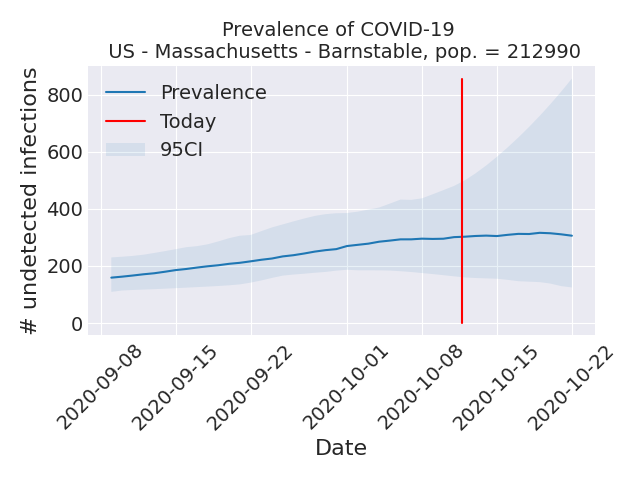 Prevalence of COVID-19
US - Massachusetts - Barnstable, pop. = 212990
# undetected infections
800
600
400
200
0
Prevalence
Today
95CI
2020-09-08
2020-09-15
2020-09-22
2020-10-01
2020-10-08
2020-10-15
2020-10-22
Date